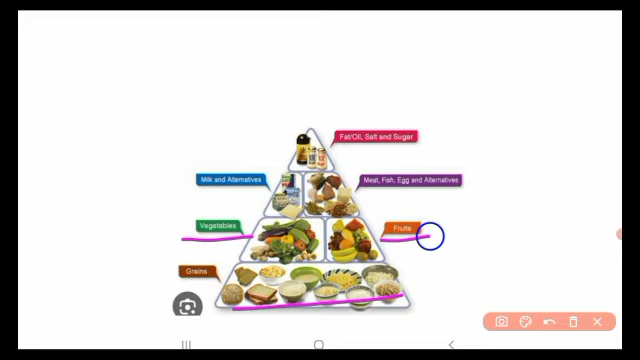 Fat/Oil, Salt and Sugar
Milk and Alternatives
Meat, Fish, Egg and Alternatives
Vegetables
Fruits
Grains